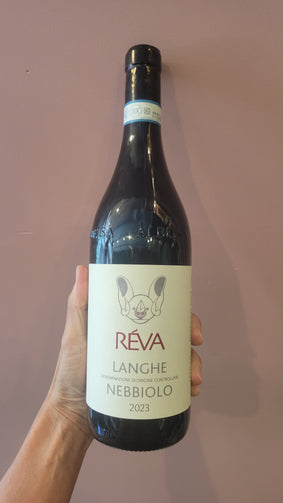 RÉVA
LANGHE
DENOMINAZIONE DI ORIGINE CONTROLLATA
NEBBIOLO
2023